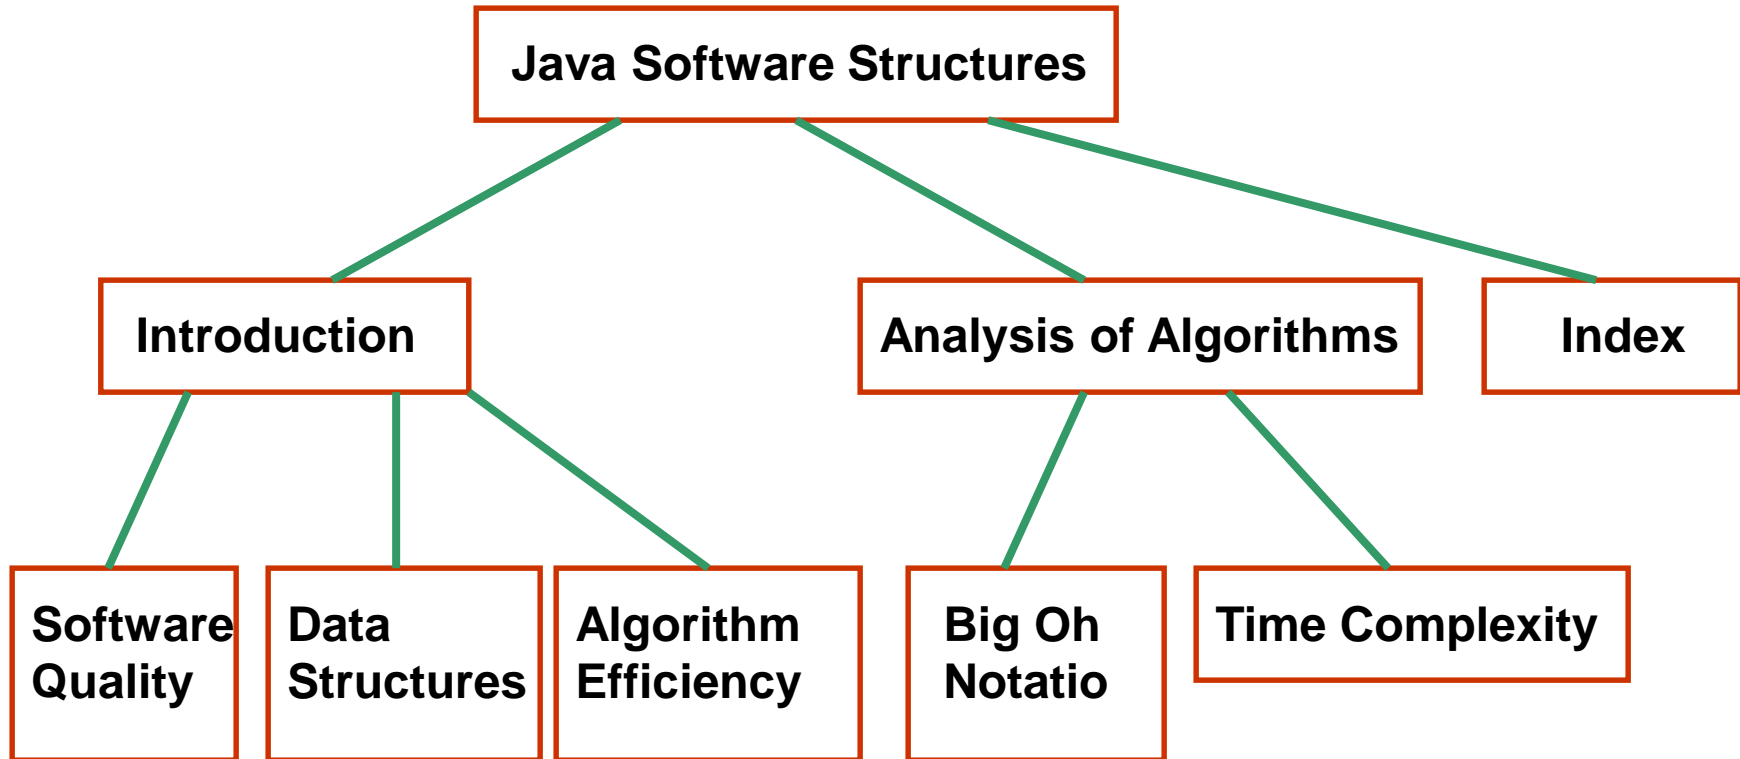 Java Software Structures
Introduction
Analysis of Algorithms
Index
Software
Quality
Data
Structures
Algorithm
Efficiency
Big Oh
Notatio
Time Complexity